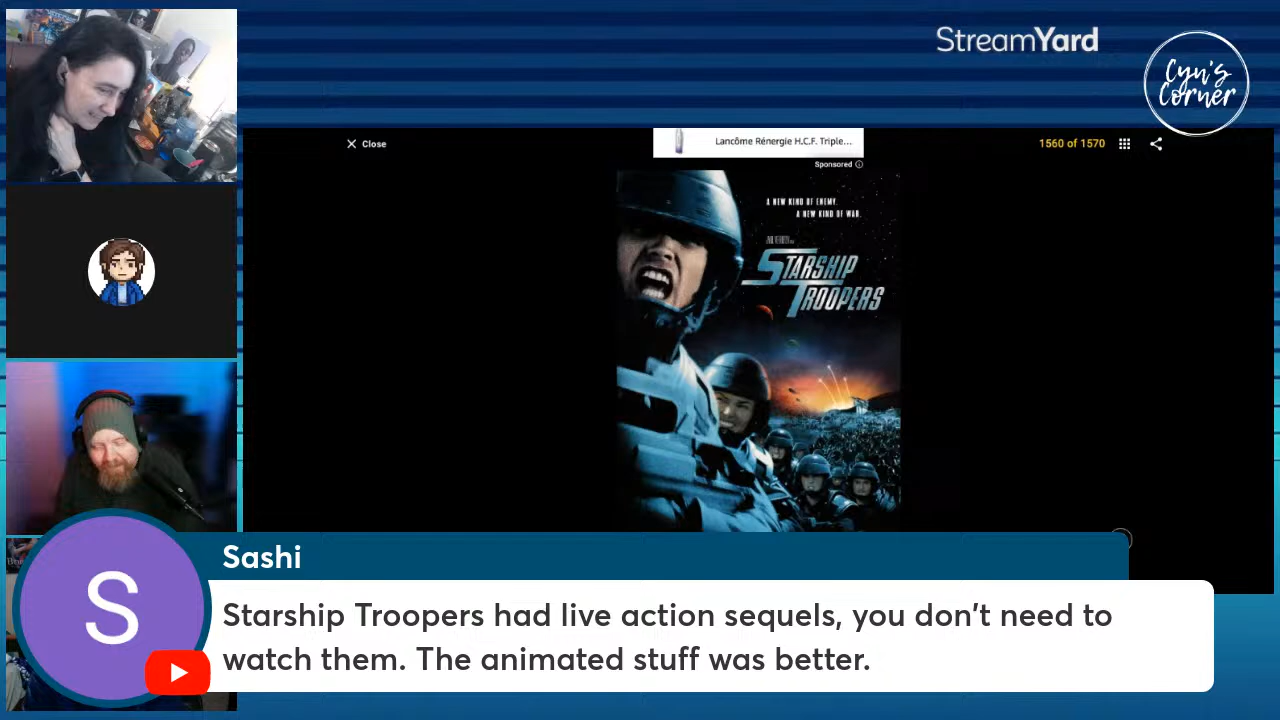 StreamYard
Cyn's
Corner
Close
Lancôme Rénergie H.C.F. Triple...
Sponsored
1560 of 1570
A NEW KIND OF ENEMY.
A NEW KIND OF WAR.
STARSHIP
TROOPERS
Sashi
S
Starship Troopers had live action sequels, you don't need to
watch them. The animated stuff was better.